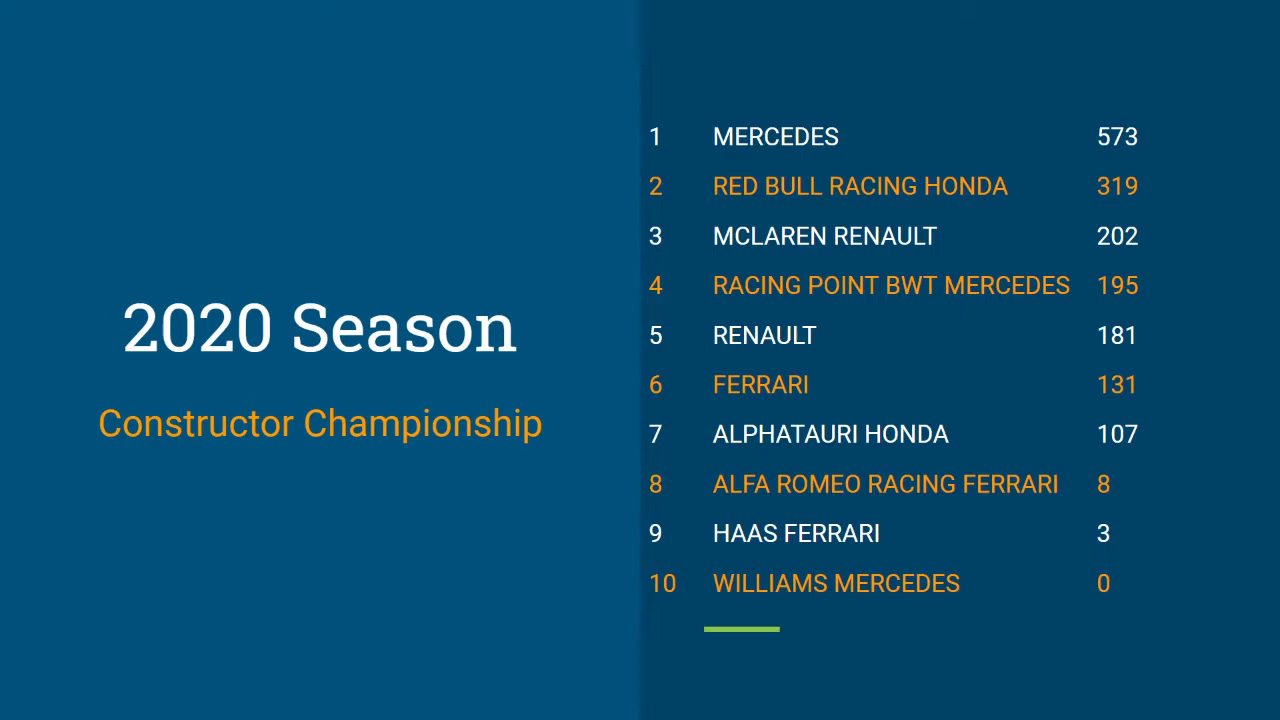 2020 Season
Constructor Championship
1 MERCEDES 573
2 RED BULL RACING HONDA 319
3 MCLAREN RENAULT 202
4 RACING POINT BWT MERCEDES 195
5 RENAULT 181
6 FERRARI 131
7 ALPHATAURI HONDA 107
8 ALFA ROMEO RACING FERRARI 8
9 HAAS FERRARI 3
10 WILLIAMS MERCEDES 0